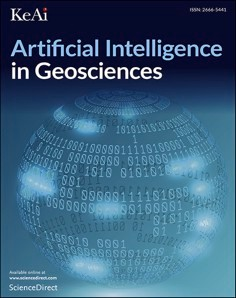 KeAi
ISSN: 2666-5441
Artificial Intelligence
in Geosciences
Available online at
www.sciencedirect.com
ScienceDirect